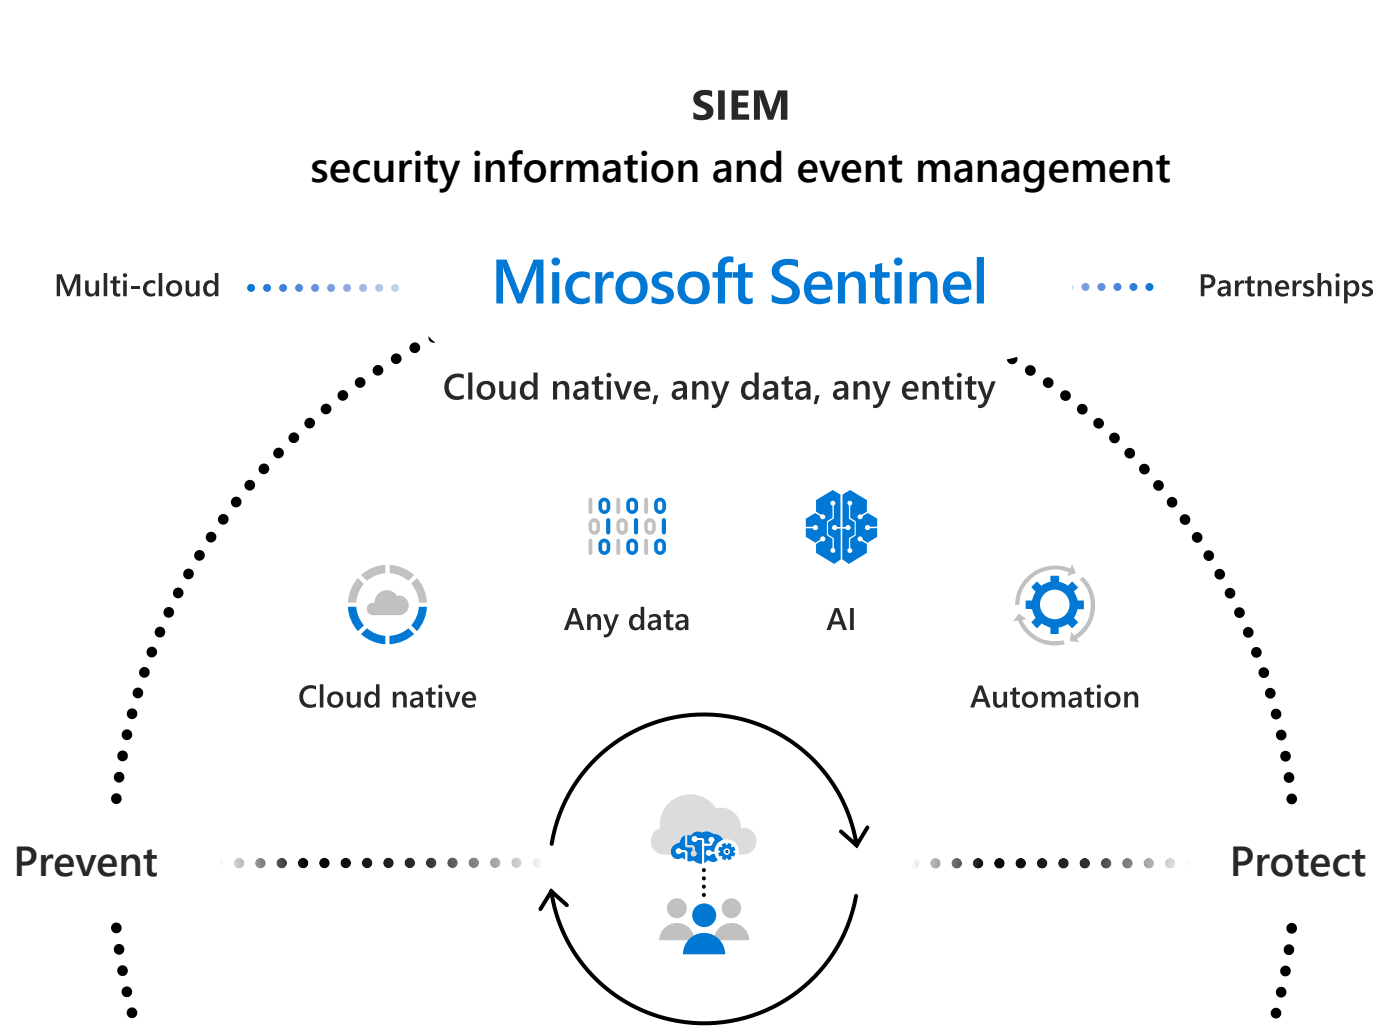 SIEM
security information and event management
Multi-cloud
Microsoft Sentinel
Partnerships
Cloud native, any data, any entity
Any data
AI
Cloud native
Automation
Prevent
Protect